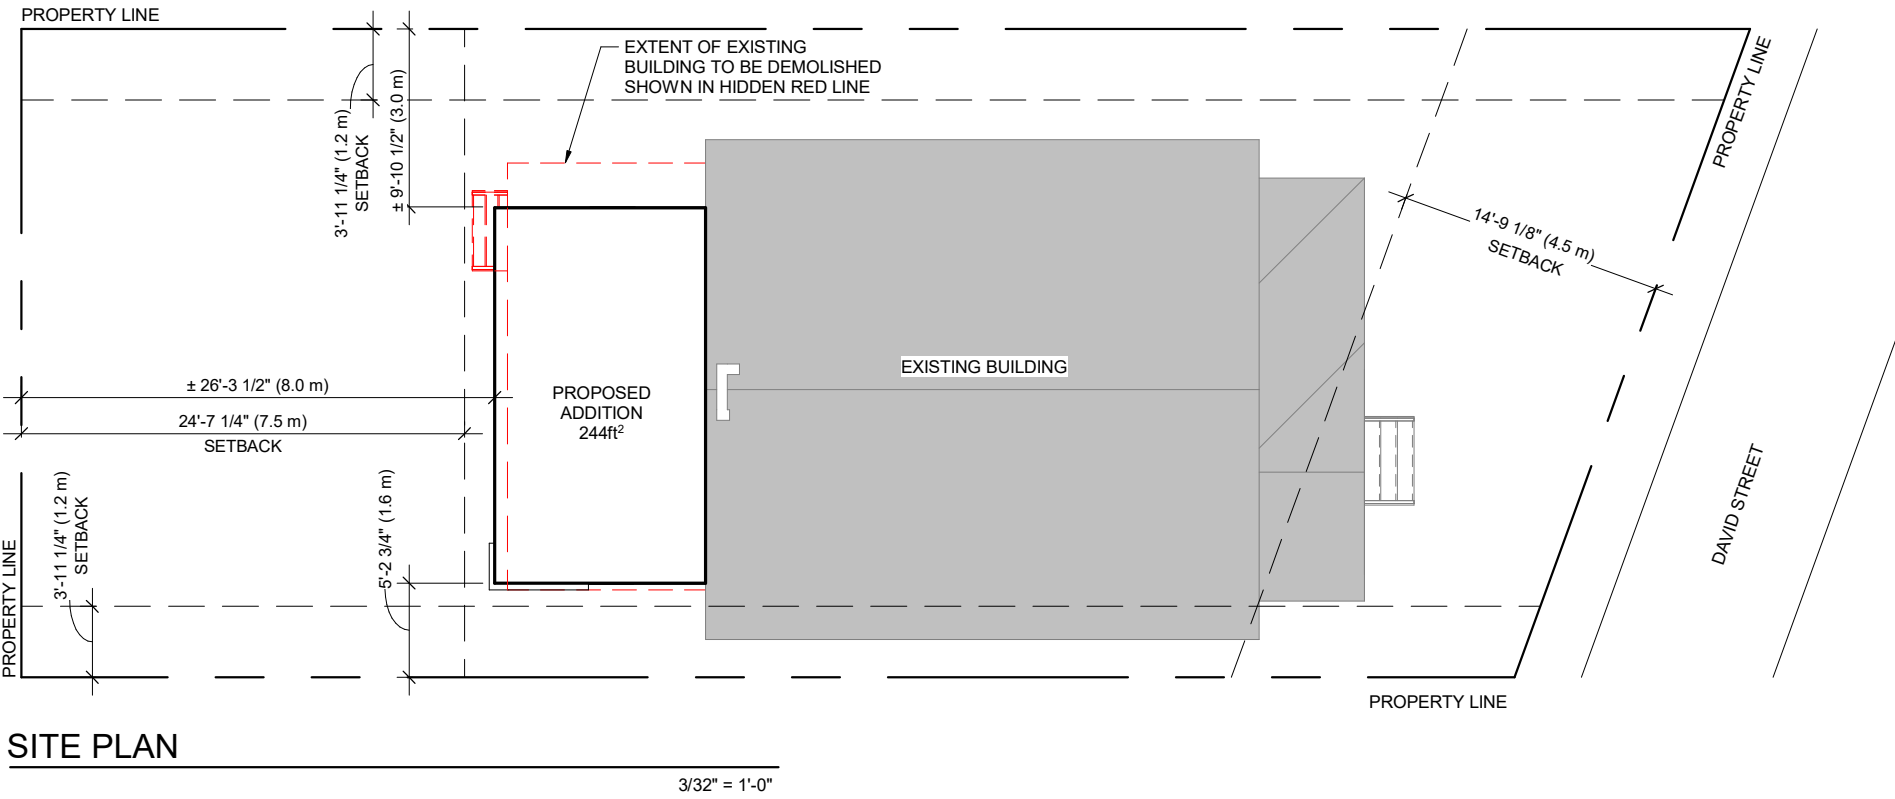 PROPERTY LINE
EXTENT OF EXISTING
BUILDING TO BE DEMOLISHED
SHOWN IN HIDDEN RED LINE
3'-11 1/4" (1.2 m)
SETBACK
± 9'-10 1/2" (3.0 m)
PROPERTY LINE
14'-9 1/8" (4.5 m)
SETBACK
EXISTING BUILDING
± 26'-3 1/2" (8.0 m)
24'-7 1/4" (7.5 m)
SETBACK
PROPOSED
ADDITION
244ft²
3'-11 1/4" (1.2 m)
SETBACK
5'-2 3/4" (1.6 m)
PROPERTY LINE
DAVID STREET
PROPERTY LINE
SITE PLAN
3/32" = 1'-0"